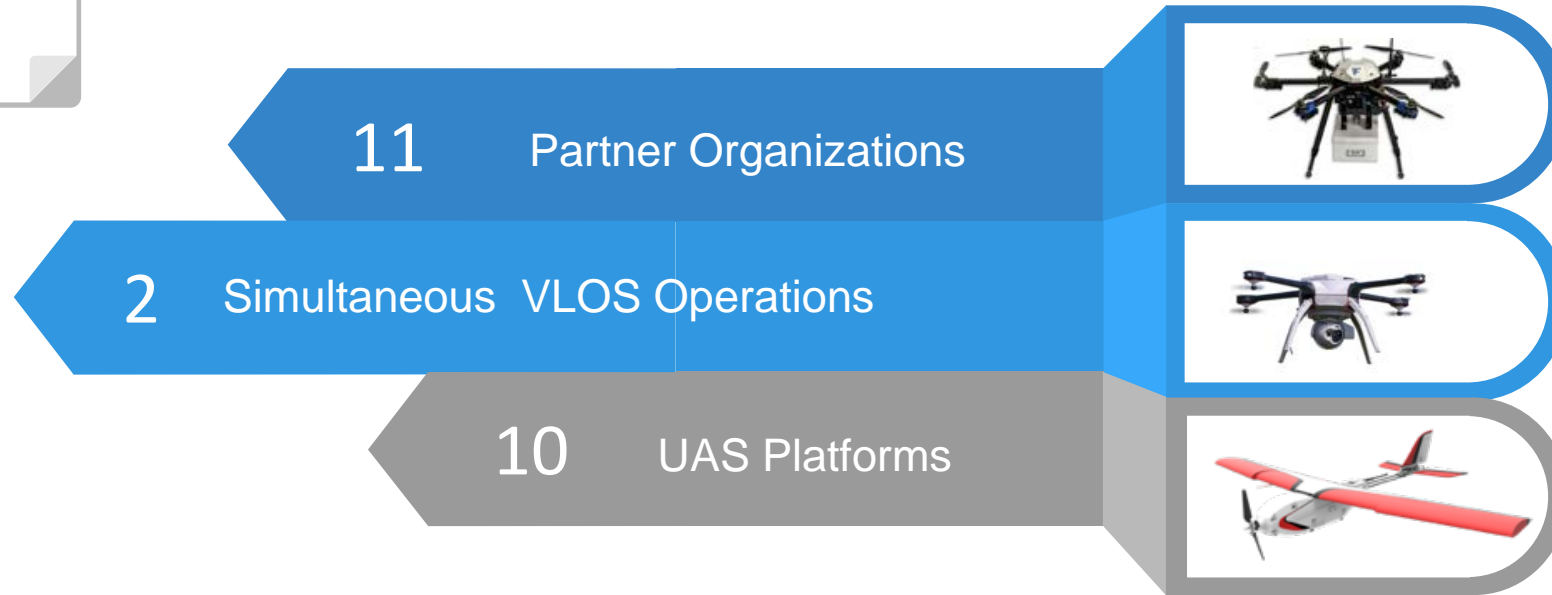 11 Partner Organizations
2 Simultaneous VLOS Operations
10 UAS Platforms